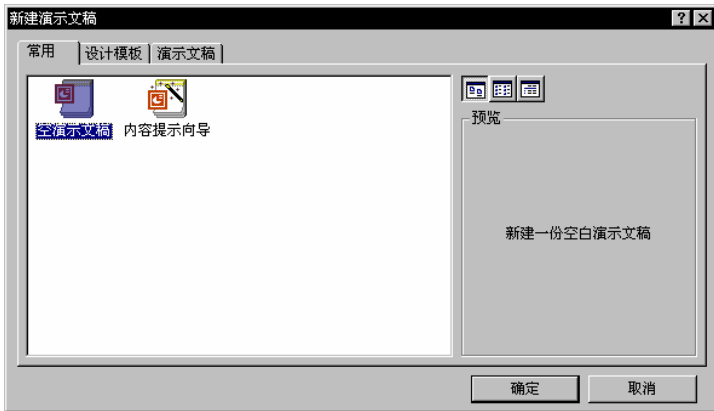 新建演示文稿
常用 设计模板 演示文稿
空演示文稿 内容提示向导
预览
新建一份空白演示文稿
确定 取消